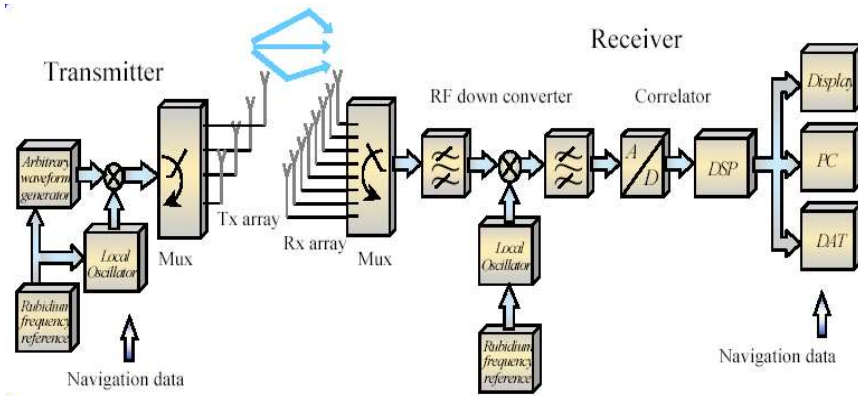 Transmitter
Receiver
RF down converter
Correlator
Arbitrary
waveform
generator
Local
Oscillator
Rubidium
frequency
reference
Navigation data
Mux
Tx array
Rx array
Mux
Local
Oscillator
Rubidium
frequency
reference
A
D
DSP
Display
PC
DAT
Navigation data